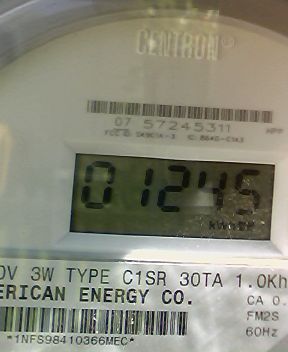 CENTRON®
07 57245311
01245
0V 3W TYPE C1SR 30TA 1.0Kh
ERICAN ENERGY CO.
CA 0.
FM2S
60Hz
*1NFS98410366MEC*